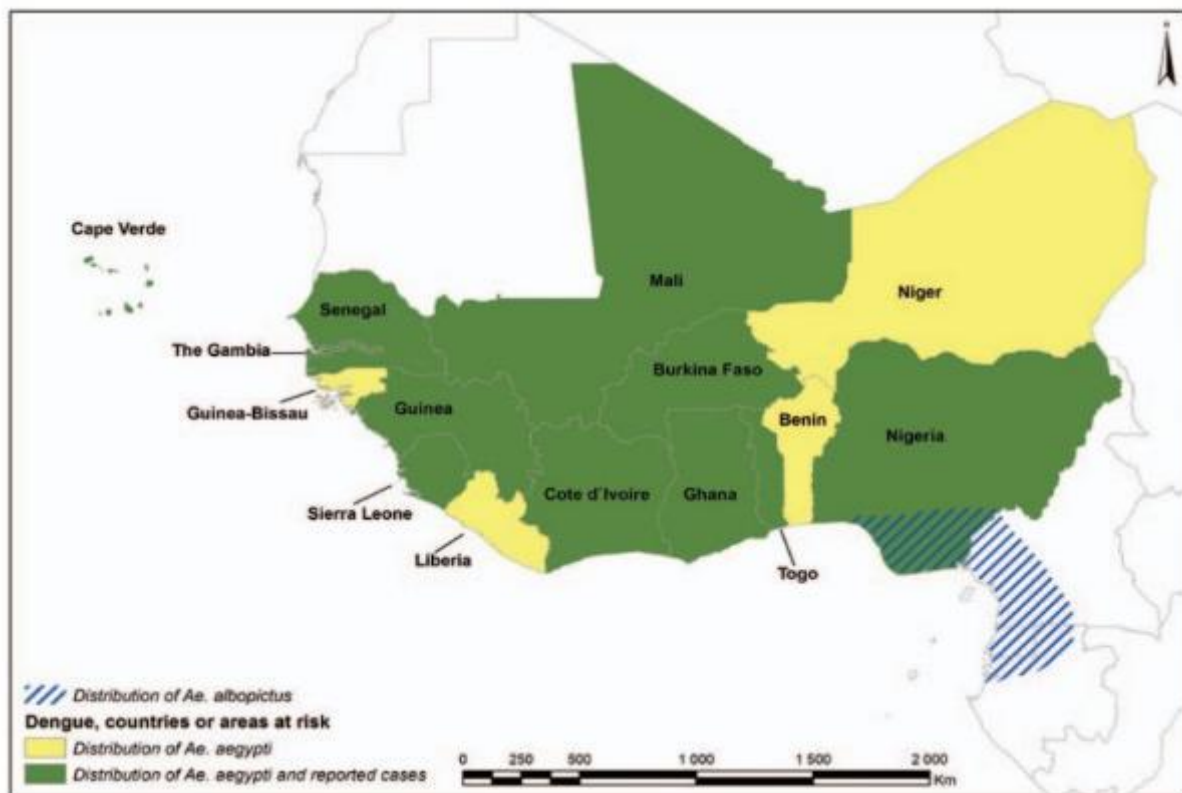 N
Cape Verde
Mali
Niger
Senegal
The Gambia
Burkina Faso
Guinea-Bissau
Guinea
Benin
Nigeria
Cote d´Ivoire
Ghana
Sierra Leone
Liberia
Togo
Distribution of Ae. albopictus
Dengue, countries or areas at risk
Distribution of Ae. aegypti
Distribution of Ae. aegypti and reported cases
0 250 500 1 000 1 500 2 000
Km